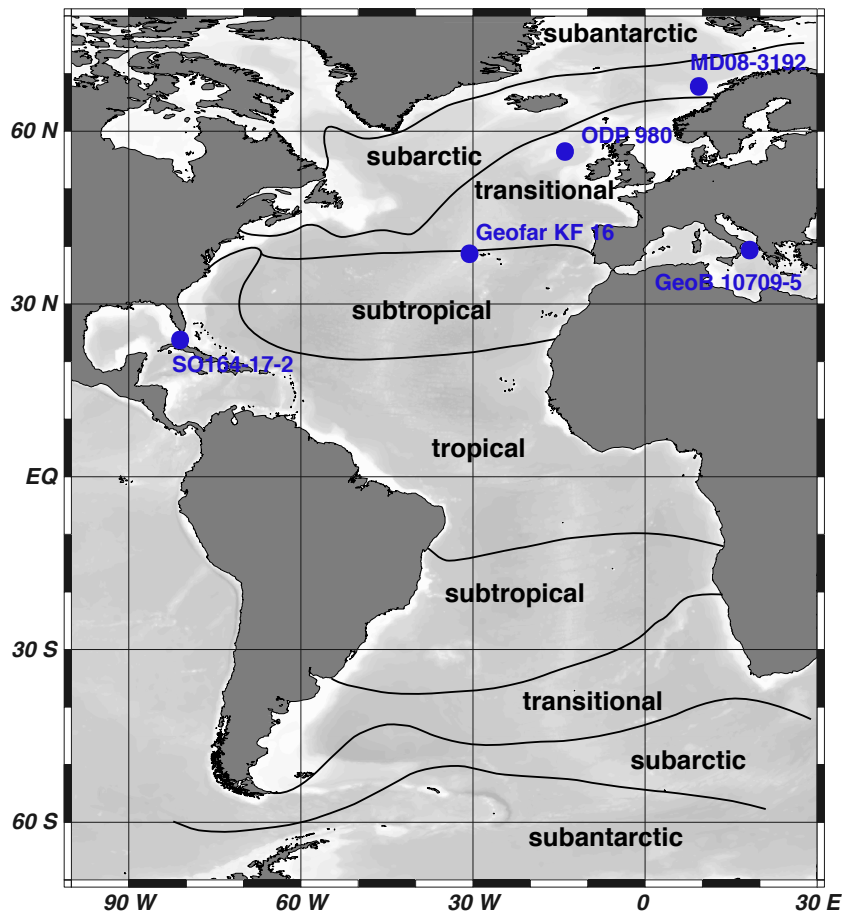 subantarctic
MD08-3192
60 N
ODP 980
subarctic
transitional
Geofar KF 16
GeoB 10709-5
30 N
subtropical
SO164-17-2
tropical
EQ
subtropical
30 S
transitional
subarctic
60 S
subantarctic
90 W
60 W
30 W
0
30 E